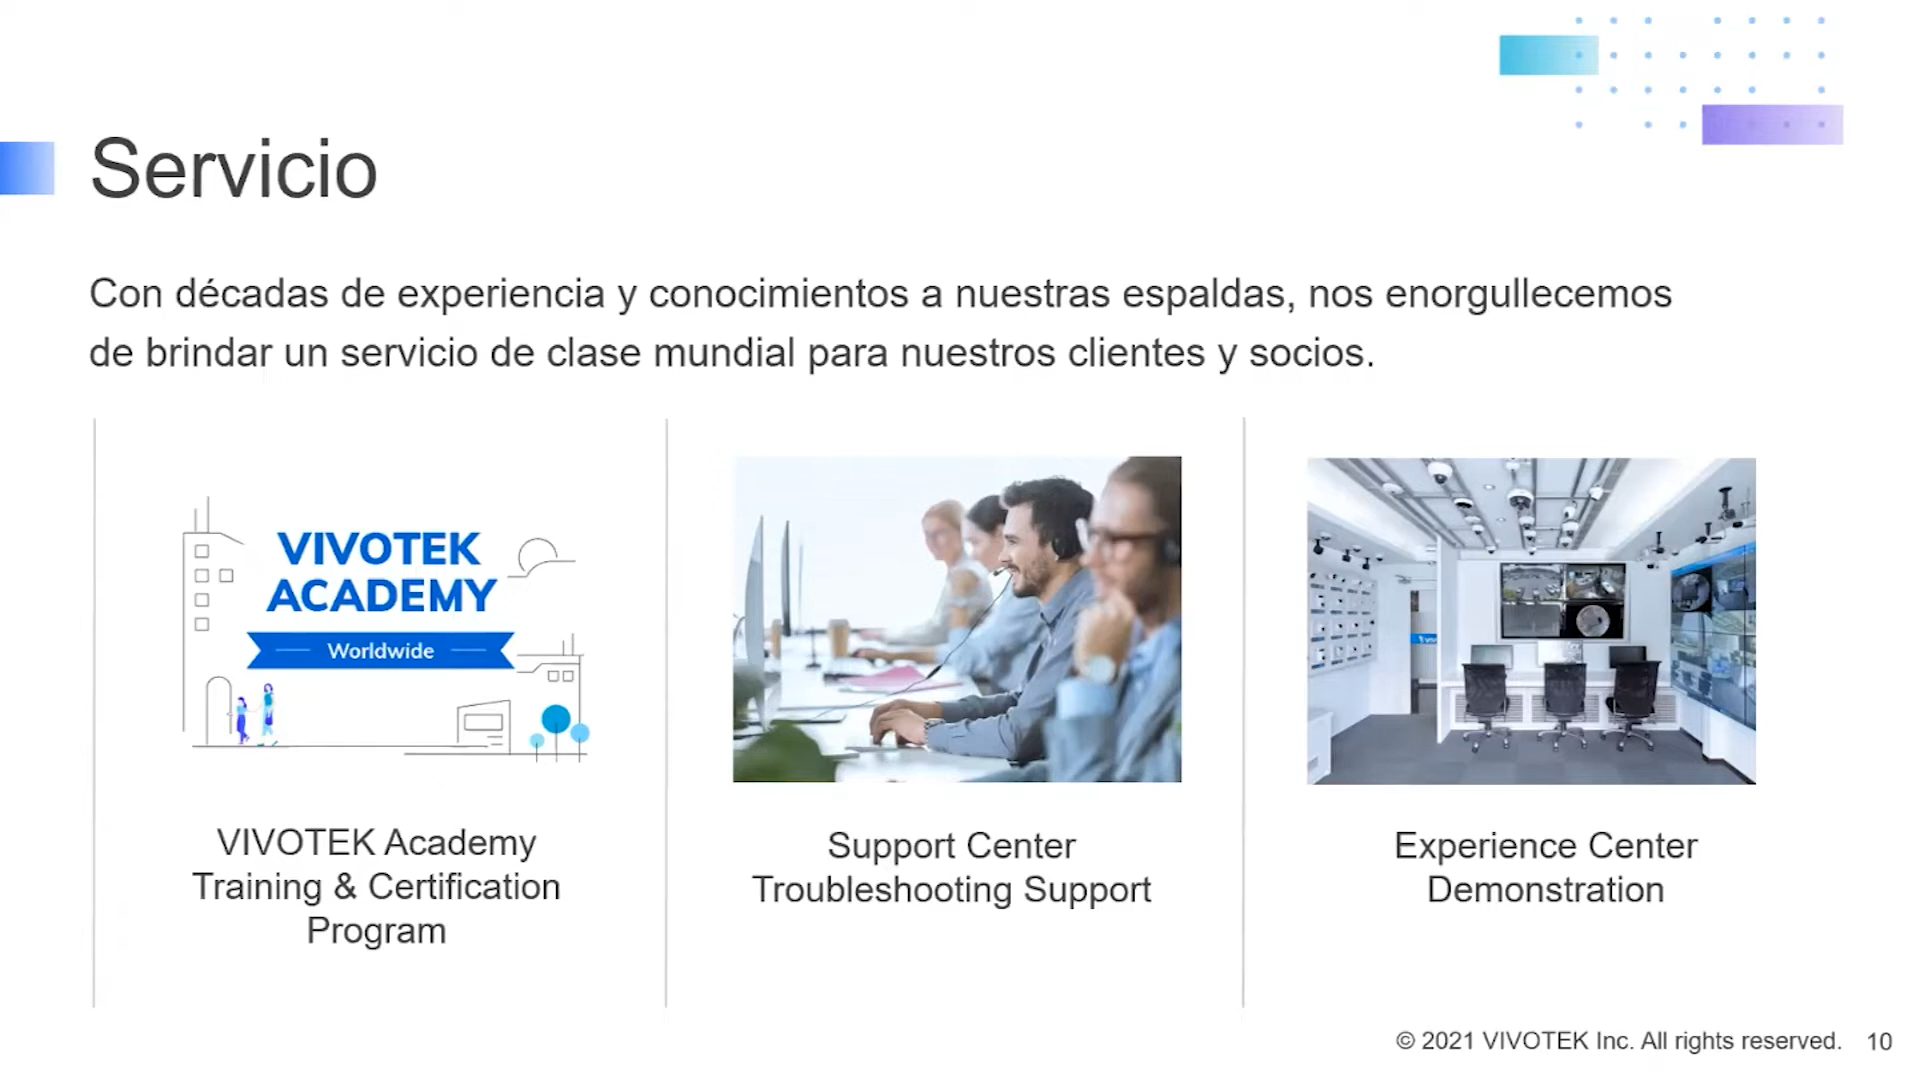 Servicio
Con décadas de experiencia y conocimientos a nuestras espaldas, nos enorgullecemos
de brindar un servicio de clase mundial para nuestros clientes y socios.
VIVOTEK
ACADEMY
Worldwide
VIVOTEK Academy
Training & Certification
Program
Support Center
Troubleshooting Support
Experience Center
Demonstration
© 2021 VIVOTEK Inc. All rights reserved. 10